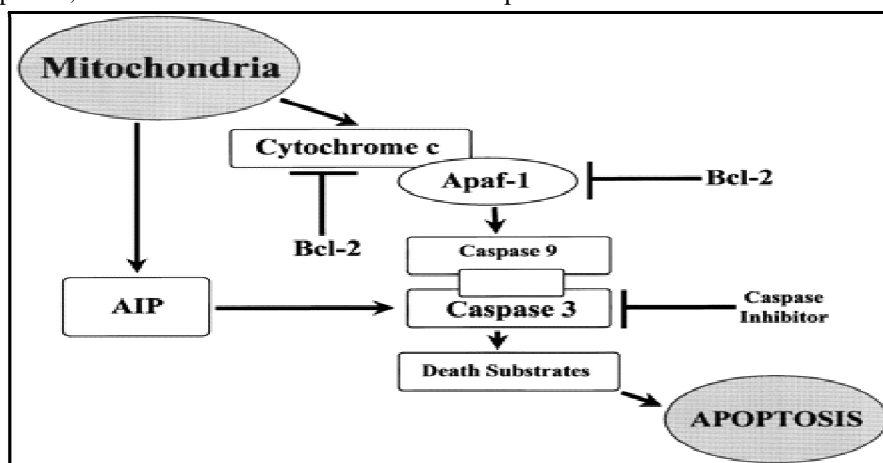 Mitochondria
Cytochrome c
Apaf-1
Bcl-2
Bcl-2
Caspase 9
AIP
Caspase 3
Caspase
Inhibitor
Death Substrates
APOPTOSIS